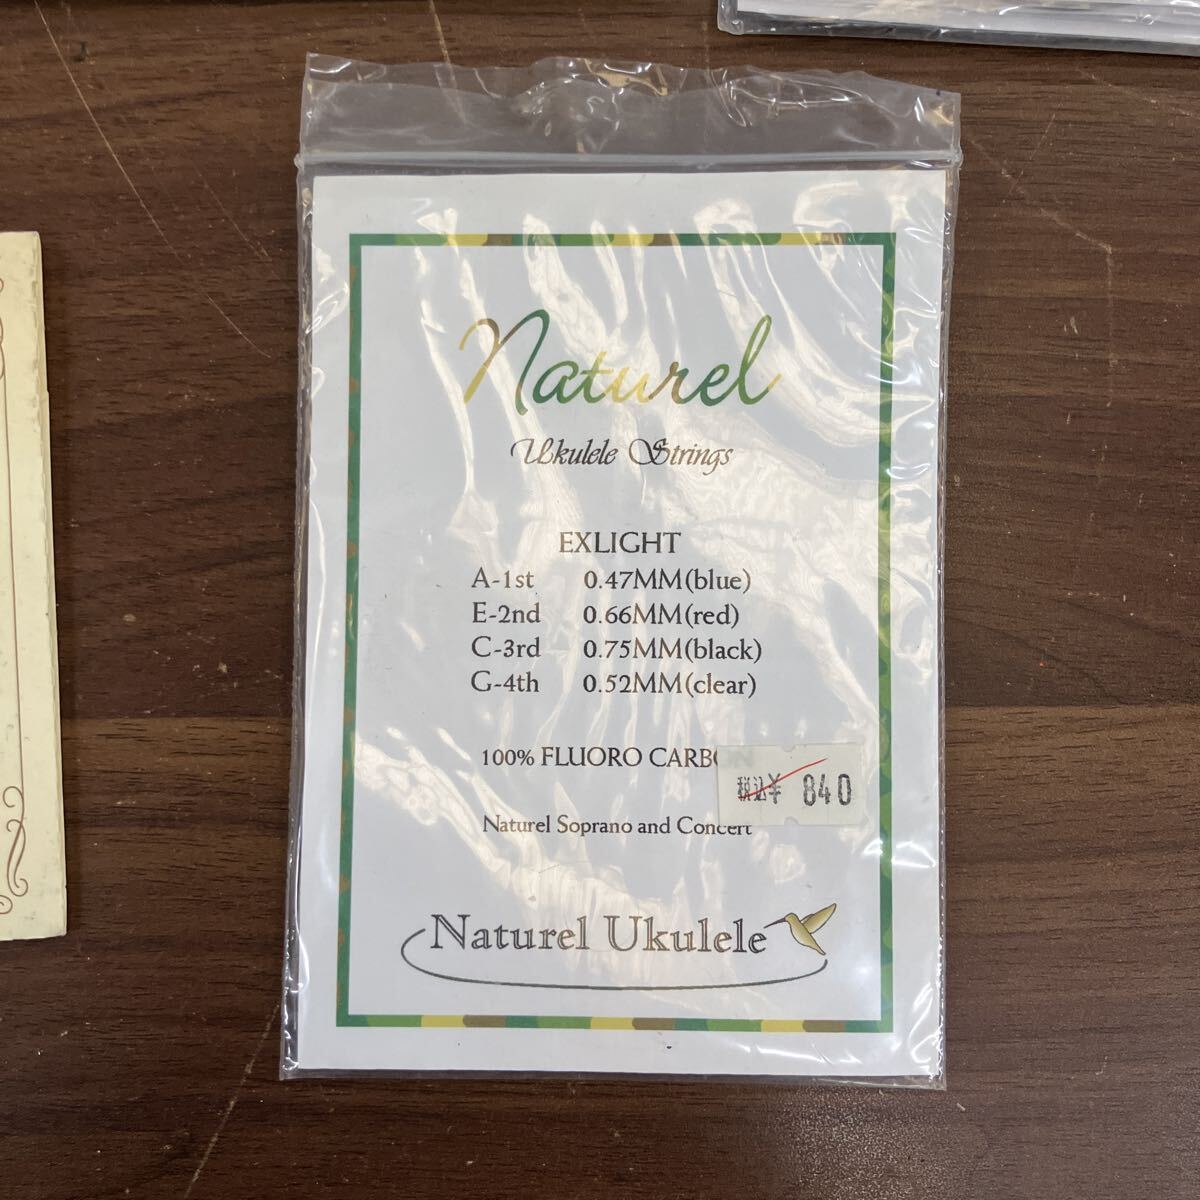 Naturel
Ukulele Strings
EXLIGHT
A-1st 0.47MM(blue)
E-2nd 0.66MM(red)
C-3rd 0.75MM(black)
G-4th 0.52MM(clear)
100% FLUORO CARBON
税込¥ 840
Naturel Soprano and Concert
Naturel Ukulele